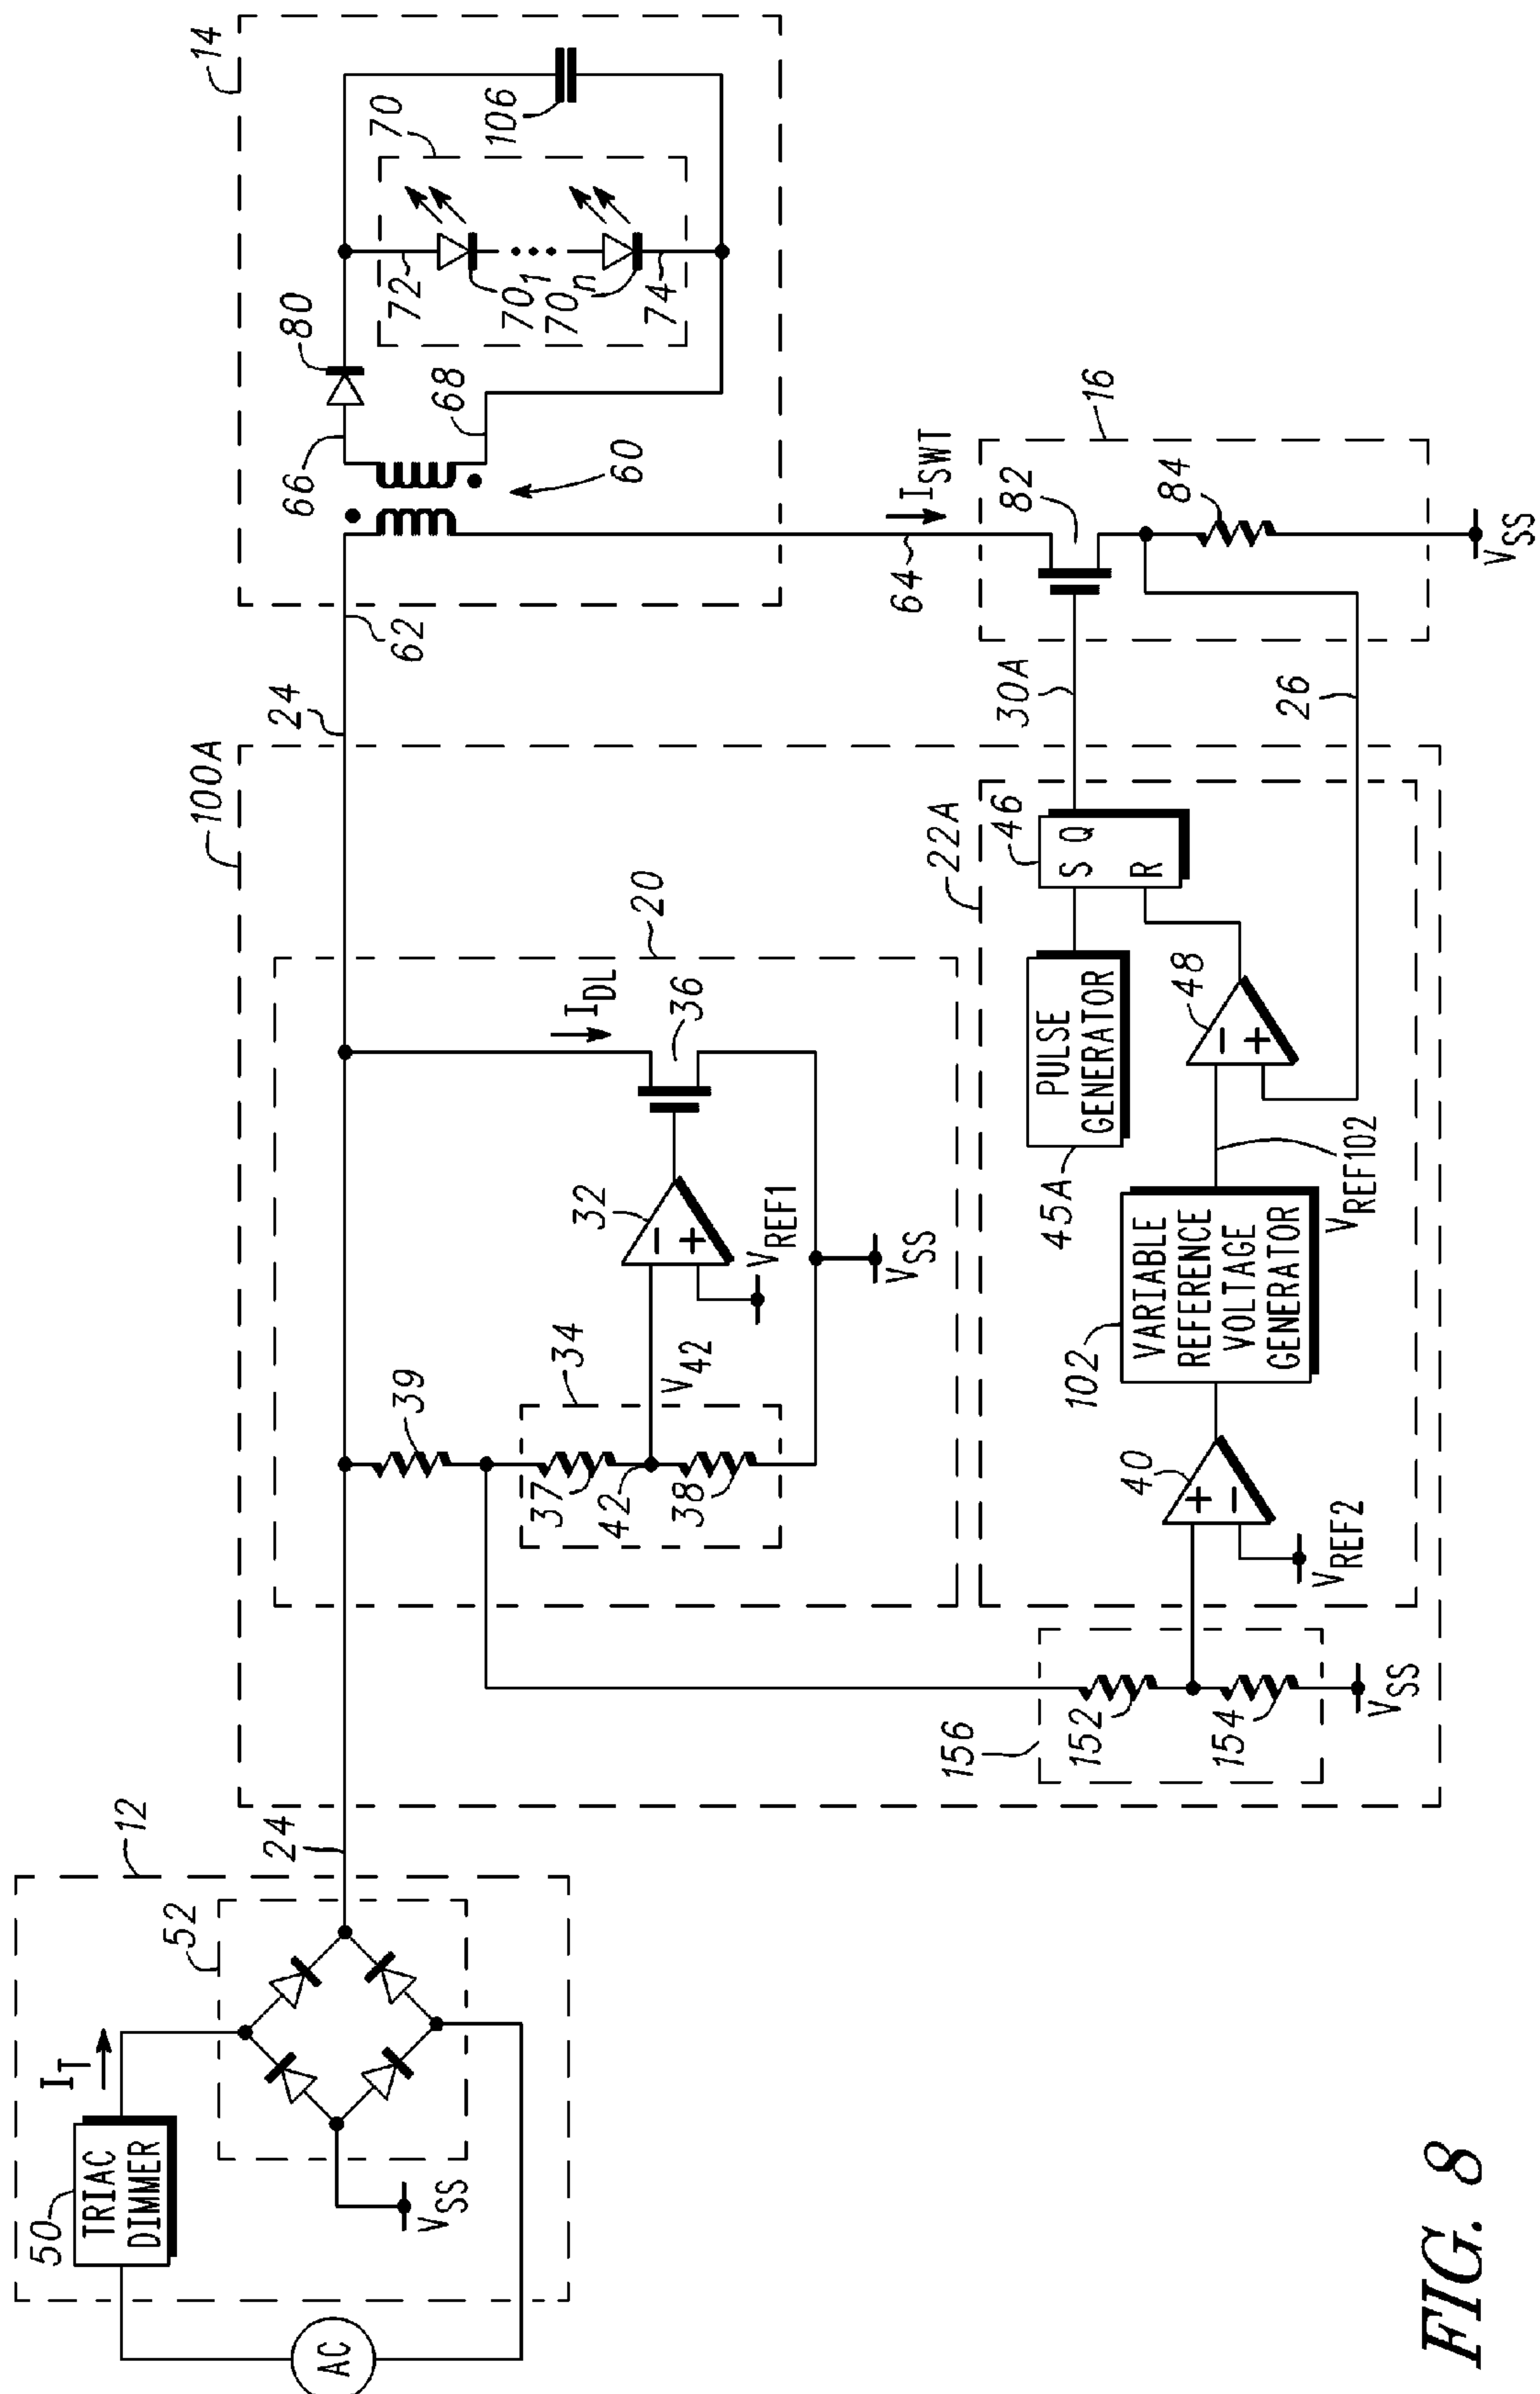 14
70
106
72
70₁
70ₙ
74
80
66
68
60
62
24
64
I_SWT
16
82
84
V_SS
30A
26
100A
22A
46
S Q
R
20
I_DL
36
PULSE
GENERATOR
45A
48
32
V_REF1
V_SS
V_REF102
VARIABLE
REFERENCE
VOLTAGE
GENERATOR
102
39
34
37
42
38
V_42
40
V_REF2
156
152
154
V_SS
12
24
52
I_T
50
TRIAC
DIMMER
V_SS
AC
− +
− +
+ −
FIG. 8